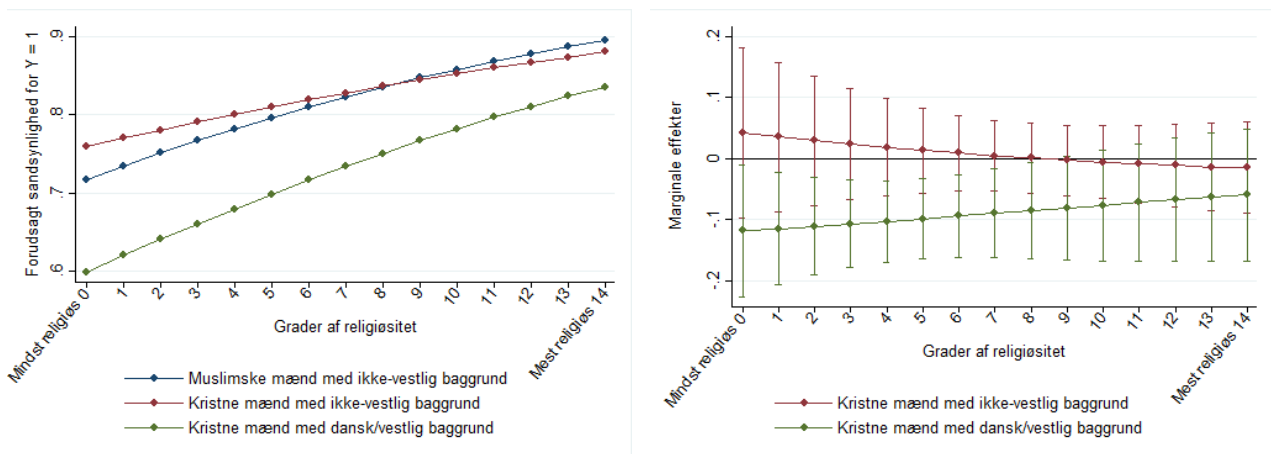 Forudsagt sandsynlighed for Y = 1
.9
.8
.7
.6
Mindst religiøs 0
1
2
3
4
5
6
7
8
9
10
11
12
13
Mest religiøs 14
Grader af religiøsitet
Muslimske mænd med ikke-vestlig baggrund
Kristne mænd med ikke-vestlig baggrund
Kristne mænd med dansk/vestlig baggrund
Marginale effekter
.2
.1
0
-.1
-.2
Mindst religiøs 0
1
2
3
4
5
6
7
8
9
10
11
12
13
Mest religiøs 14
Grader af religiøsitet
Kristne mænd med ikke-vestlig baggrund
Kristne mænd med dansk/vestlig baggrund